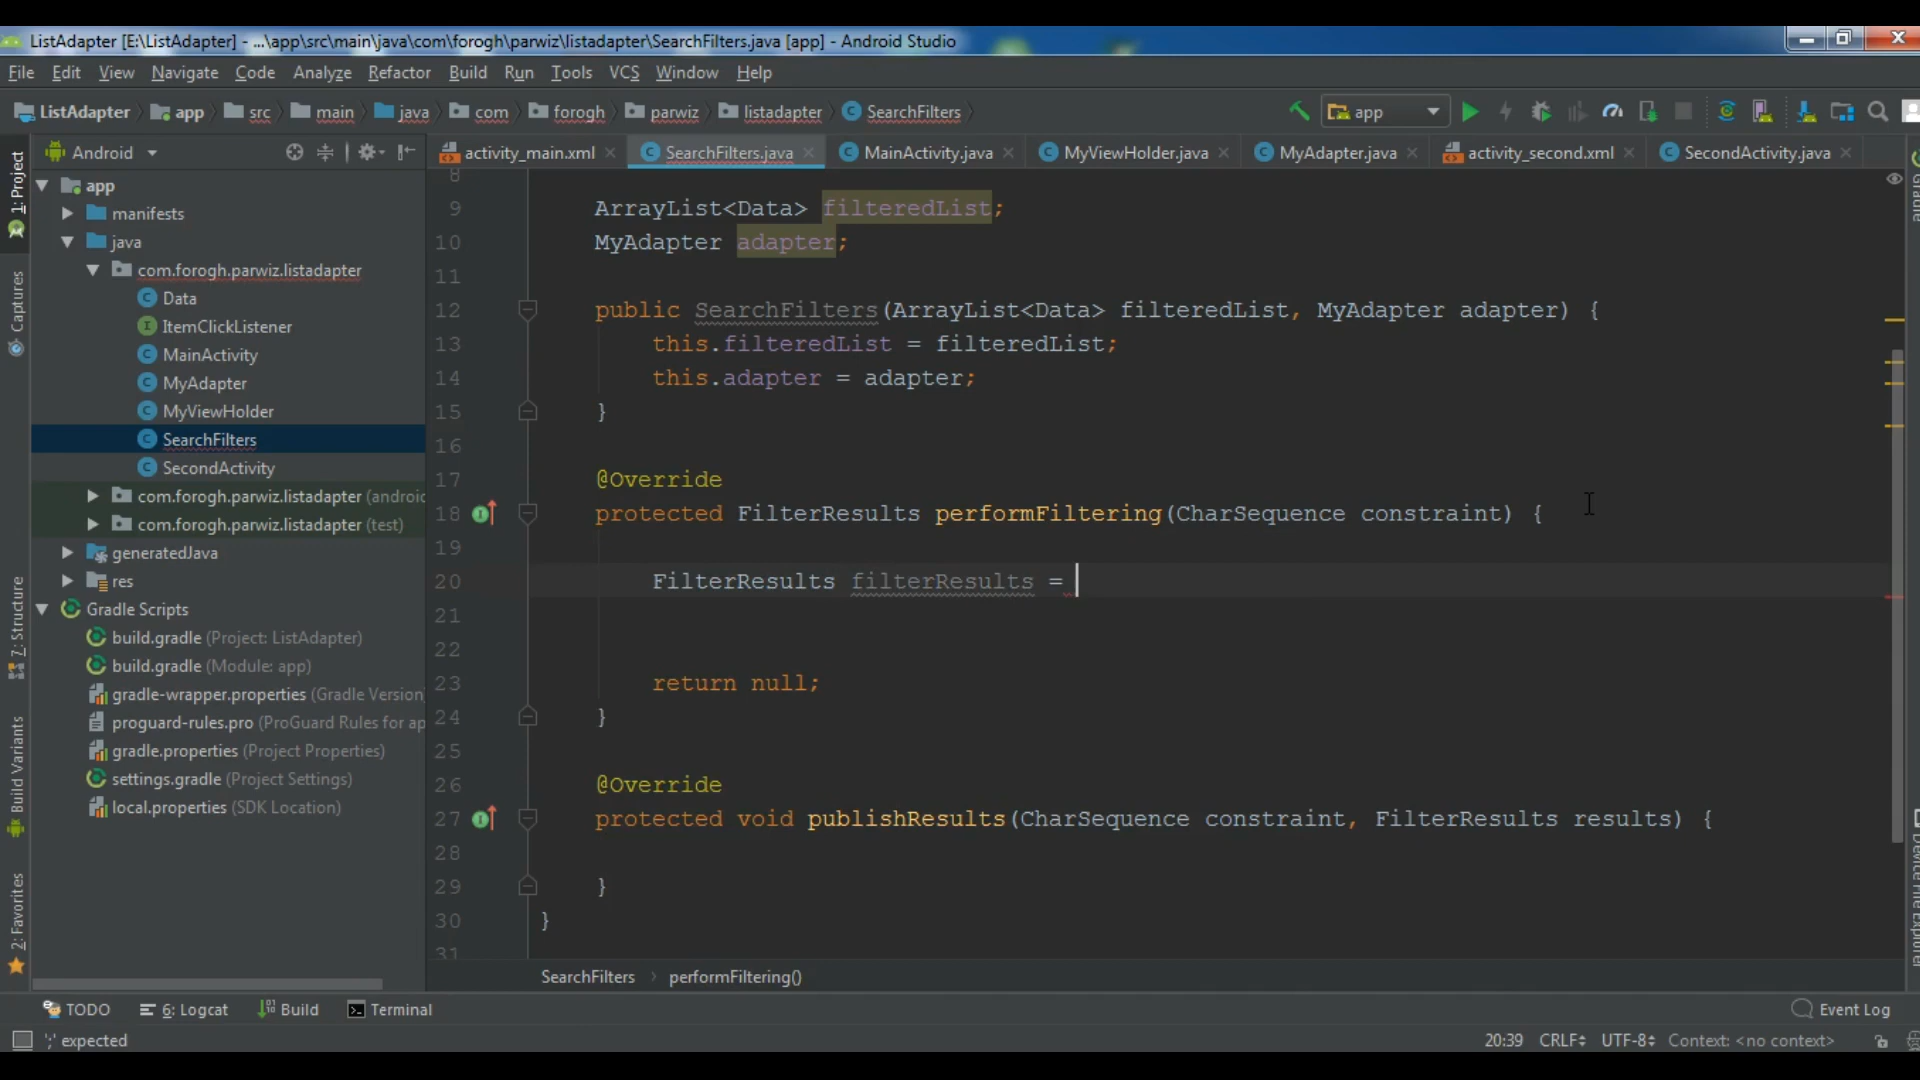 ListAdapter [E:\ListAdapter] - ...\app\src\main\java\com\forogh\parwiz\listadapter\SearchFilters.java [app] - Android Studio
File Edit View Navigate Code Analyze Refactor Build Run Tools VCS Window Help
ListAdapter app src main java com forogh parwiz listadapter SearchFilters app
Android activity_main.xml SearchFilters.java MainActivity.java MyViewHolder.java MyAdapter.java activity_second.xml SecondActivity.java
1: Project
Captures
7: Structure
Build Variants
2: Favorites
app
manifests
java
com.forogh.parwiz.listadapter
Data
ItemClickListener
MainActivity
MyAdapter
MyViewHolder
SearchFilters
SecondActivity
com.forogh.parwiz.listadapter (androi
com.forogh.parwiz.listadapter (test)
generatedJava
res
Gradle Scripts
build.gradle (Project: ListAdapter)
build.gradle (Module: app)
gradle-wrapper.properties (Gradle Version
proguard-rules.pro (ProGuard Rules for ap
gradle.properties (Project Properties)
settings.gradle (Project Settings)
local.properties (SDK Location)
8
9 ArrayList<Data> filteredList;
10 MyAdapter adapter;
11
12 public SearchFilters(ArrayList<Data> filteredList, MyAdapter adapter) {
13 this.filteredList = filteredList;
14 this.adapter = adapter;
15 }
16
17 @Override
18 protected FilterResults performFiltering(CharSequence constraint) {
19
20 FilterResults filterResults =
21
22
23 return null;
24 }
25
26 @Override
27 protected void publishResults(CharSequence constraint, FilterResults results) {
28
29 }
30 }
31
Gradle
Device File Explorer
SearchFilters performFiltering()
TODO 6: Logcat Build Terminal Event Log
';' expected 20:39 CRLF UTF-8 Context: <no context>